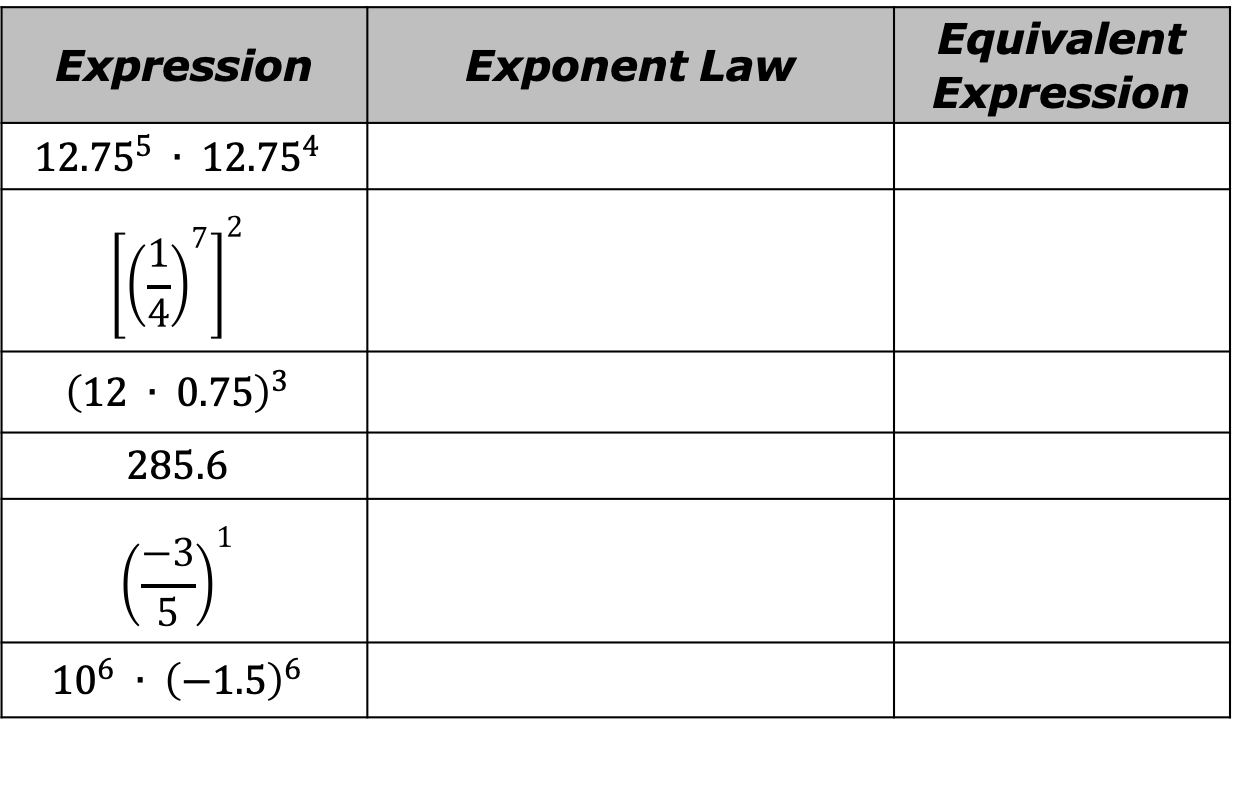 Expression Exponent Law Equivalent Expression
12.75⁵ · 12.75⁴
[(1/4)⁷]²
(12 · 0.75)³
285.6
(−3/5)¹
10⁶ · (−1.5)⁶